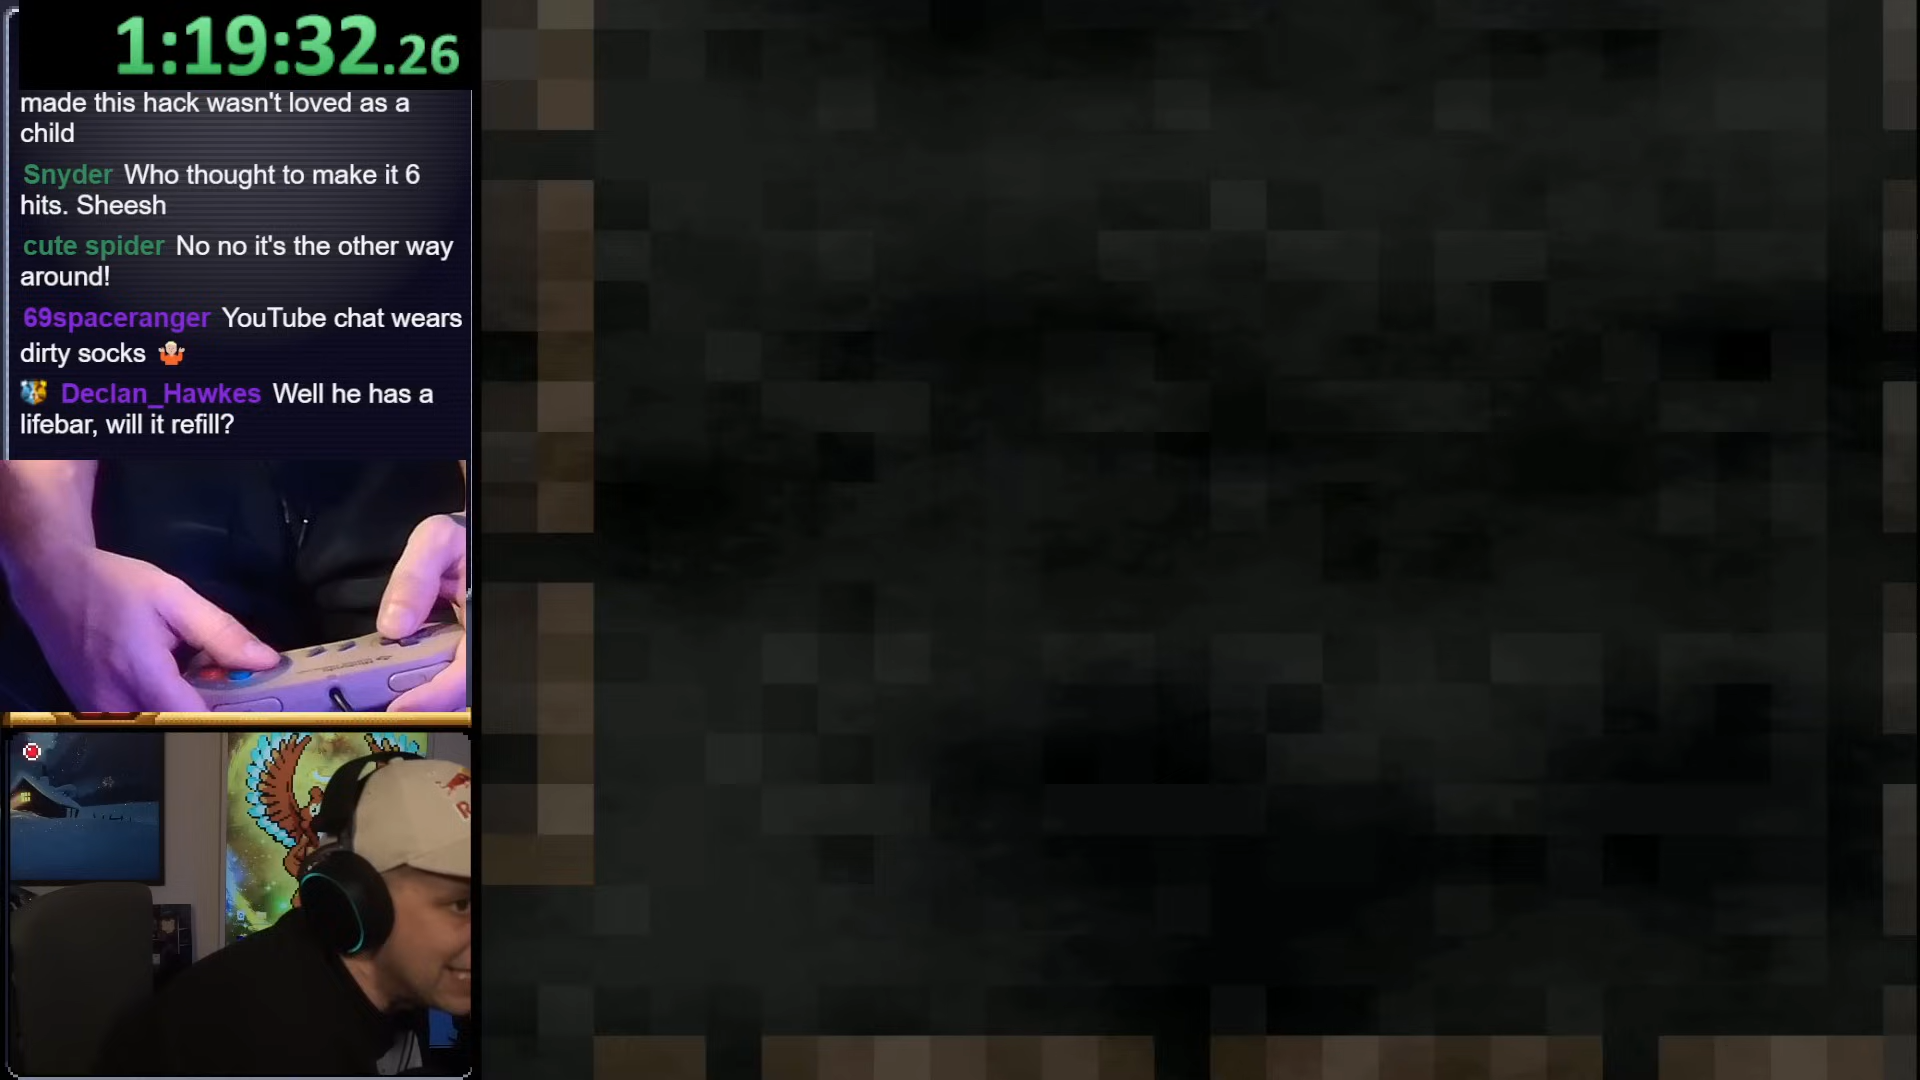 1:19:32.26
made this hack wasn't loved as a
child
Snyder Who thought to make it 6
hits. Sheesh
cute spider No no it's the other way
around!
69spaceranger YouTube chat wears
dirty socks
Declan_Hawkes Well he has a
lifebar, will it refill?